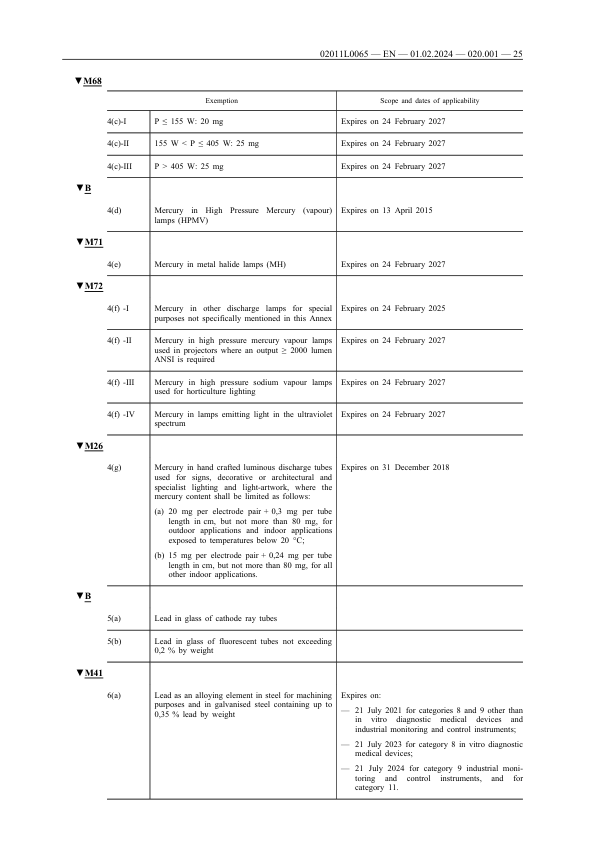 02011L0065 — EN — 01.02.2024 — 020.001 — 25
▼M68
Exemption
Scope and dates of applicability
4(c)-I
P ≤ 155 W: 20 mg
Expires on 24 February 2027
4(c)-II
155 W < P ≤ 405 W: 25 mg
Expires on 24 February 2027
4(c)-III
P > 405 W: 25 mg
Expires on 24 February 2027
▼B
4(d)
Mercury in High Pressure Mercury (vapour)
lamps (HPMV)
Expires on 13 April 2015
▼M71
4(e)
Mercury in metal halide lamps (MH)
Expires on 24 February 2027
▼M72
4(f) -I
Mercury in other discharge lamps for special
purposes not specifically mentioned in this Annex
Expires on 24 February 2025
4(f) -II
Mercury in high pressure mercury vapour lamps
used in projectors where an output ≥ 2000 lumen
ANSI is required
Expires on 24 February 2027
4(f) -III
Mercury in high pressure sodium vapour lamps
used for horticulture lighting
Expires on 24 February 2027
4(f) -IV
Mercury in lamps emitting light in the ultraviolet
spectrum
Expires on 24 February 2027
▼M26
4(g)
Mercury in hand crafted luminous discharge tubes
used for signs, decorative or architectural and
specialist lighting and light-artwork, where the
mercury content shall be limited as follows:
(a) 20 mg per electrode pair + 0,3 mg per tube
length in cm, but not more than 80 mg, for
outdoor applications and indoor applications
exposed to temperatures below 20 °C;
(b) 15 mg per electrode pair + 0,24 mg per tube
length in cm, but not more than 80 mg, for all
other indoor applications.
Expires on 31 December 2018
▼B
5(a)
Lead in glass of cathode ray tubes
5(b)
Lead in glass of fluorescent tubes not exceeding
0,2 % by weight
▼M41
6(a)
Lead as an alloying element in steel for machining
purposes and in galvanised steel containing up to
0,35 % lead by weight
Expires on:
— 21 July 2021 for categories 8 and 9 other than
in vitro diagnostic medical devices and
industrial monitoring and control instruments;
— 21 July 2023 for category 8 in vitro diagnostic
medical devices;
— 21 July 2024 for category 9 industrial moni-
toring and control instruments, and for
category 11.